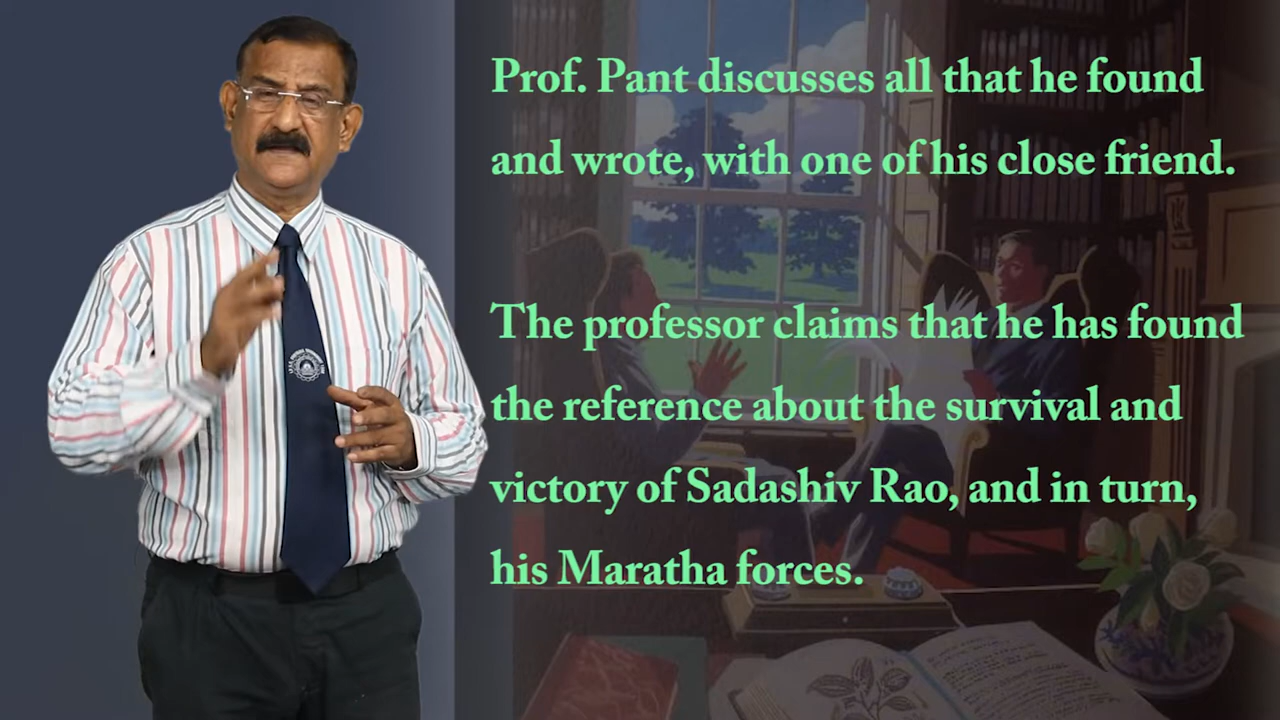 Prof. Pant discusses all that he found
and wrote, with one of his close friend.
The professor claims that he has found
the reference about the survival and
victory of Sadashiv Rao, and in turn,
his Maratha forces.